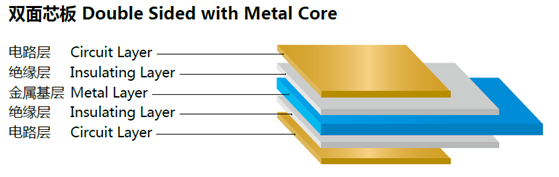 双面芯板 Double Sided with Metal Core
电路层 Circuit Layer
绝缘层 Insulating Layer
金属基层 Metal Layer
绝缘层 Insulating Layer
电路层 Circuit Layer